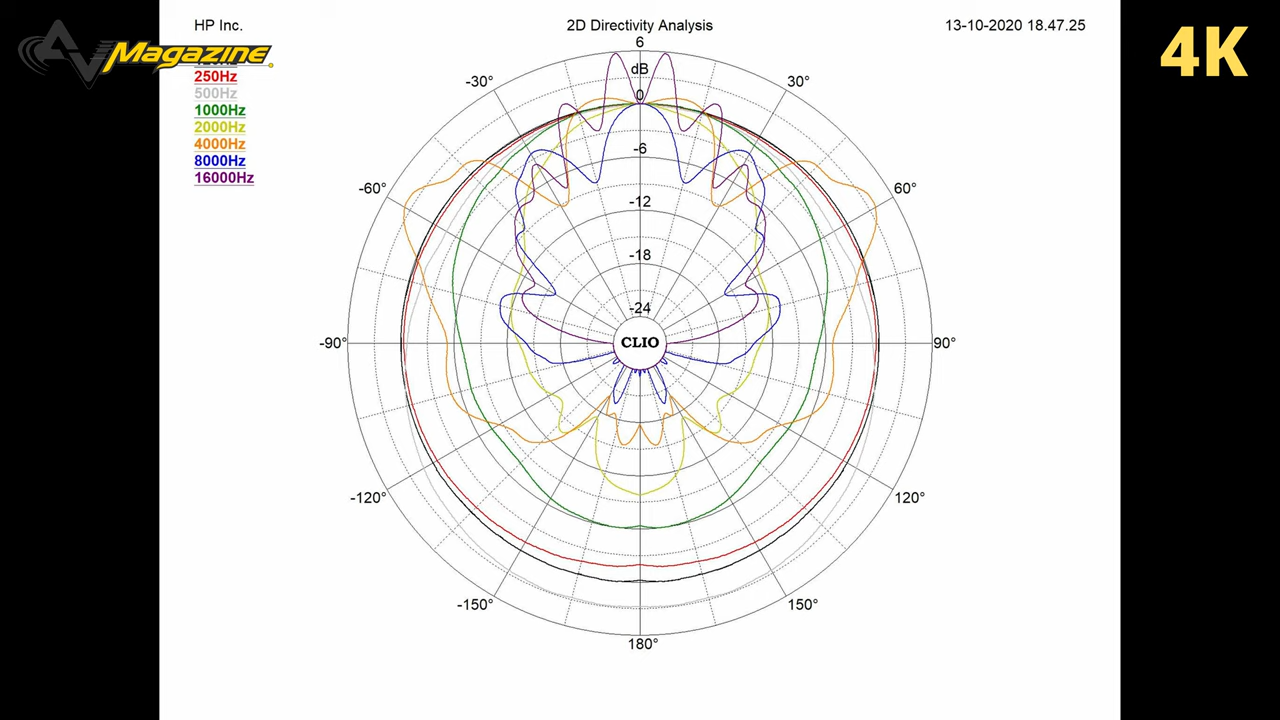 HP Inc.
2D Directivity Analysis
13-10-2020 18.47.25
4K
AV Magazine.
250Hz
500Hz
1000Hz
2000Hz
4000Hz
8000Hz
16000Hz
6
dB
0
-6
-12
-18
-24
CLIO
-30°
30°
-60°
60°
-90°
90°
-120°
120°
-150°
150°
180°